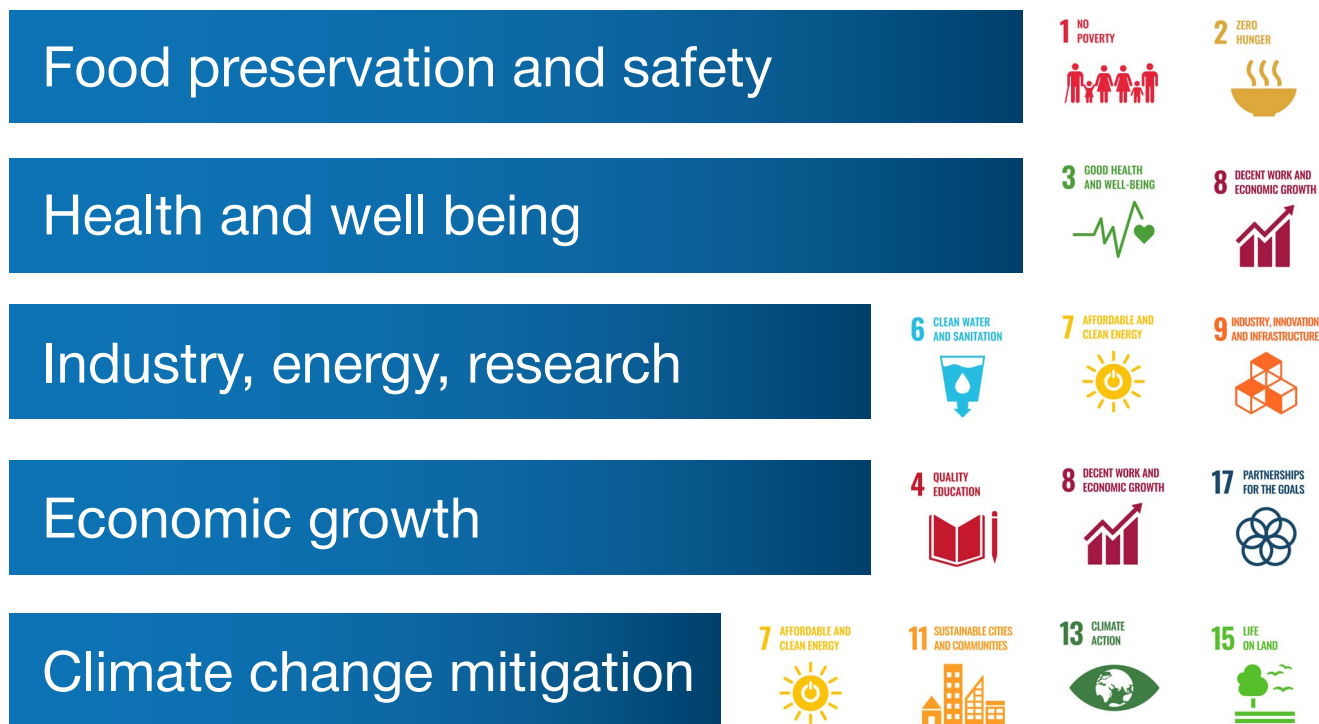 Food preservation and safety
1 NO
POVERTY
2 ZERO
HUNGER
Health and well being
3 GOOD HEALTH
AND WELL-BEING
8 DECENT WORK AND
ECONOMIC GROWTH
Industry, energy, research
6 CLEAN WATER
AND SANITATION
7 AFFORDABLE AND
CLEAN ENERGY
9 INDUSTRY, INNOVATION
AND INFRASTRUCTURE
Economic growth
4 QUALITY
EDUCATION
8 DECENT WORK AND
ECONOMIC GROWTH
17 PARTNERSHIPS
FOR THE GOALS
Climate change mitigation
7 AFFORDABLE AND
CLEAN ENERGY
11 SUSTAINABLE CITIES
AND COMMUNITIES
13 CLIMATE
ACTION
15 LIFE
ON LAND